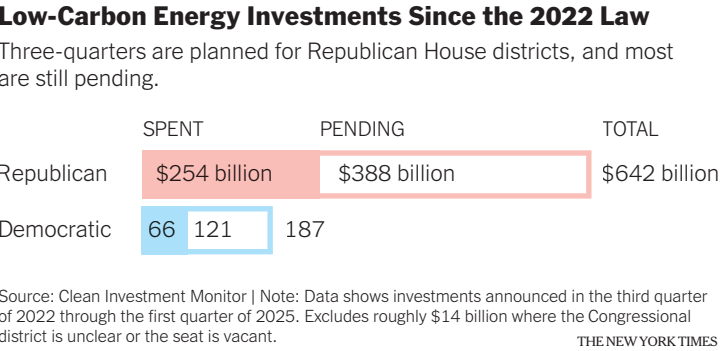 Low-Carbon Energy Investments Since the 2022 Law
Three-quarters are planned for Republican House districts, and most
are still pending.
SPENT PENDING TOTAL
Republican $254 billion $388 billion $642 billion
Democratic 66 121 187
Source: Clean Investment Monitor | Note: Data shows investments announced in the third quarter
of 2022 through the first quarter of 2025. Excludes roughly $14 billion where the Congressional
district is unclear or the seat is vacant.
THE NEW YORK TIMES